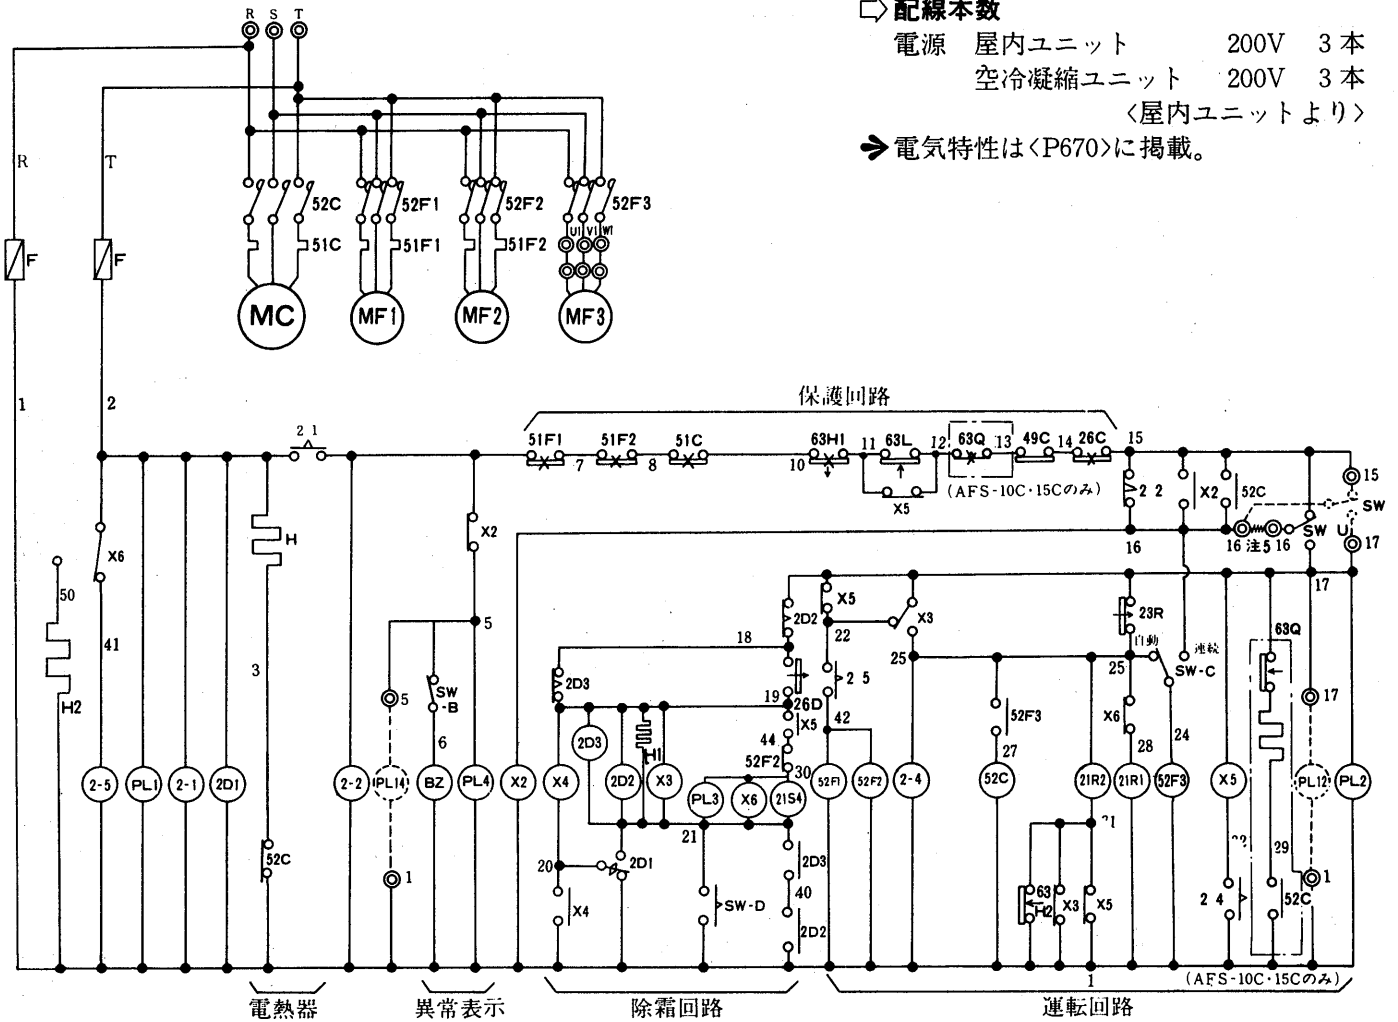 R S T
⇨ 配線本数
電源 屋内ユニット 200V 3本
空冷凝縮ユニット 200V 3本
〈屋内ユニットより〉
➔ 電気特性は〈P670〉に掲載。
R T
52C 52F1 52F2 52F3
U1 V1 W1
51C 51F1 51F2
F F
MC MF1 MF2 MF3
1 2
保護回路
2 1
51F1 51F2 51C 63H1 11 63L 12 63Q 13 49C 14 26C 15
7 8 10
15
(AFS-10C・15Cのみ)
X5
2 2 X2 52C
SW
H X2
16 16 注5 16 SW U 17
X6
50 41
2D2 X5 23R 17
5 18 22 X3 自動 連続 63Q
3 25 25 SW-C
2D3 19 26D 2 5
5 SW-B 17
H2 X5 42 52F3 X6
6 2D3 44 27 28 24
H1 52F2
30
2-5 PL1 2-1 2D1 2-2 PL14 BZ PL4 X2 X4 2D2 X3 PL3 X6 21S4 52F1 52F2 2-4 52C 21R2 21R1 52F3 X5 PL12 PL2
21
52C 20 2D1 2D3 29
1 40 63H2 X3 X5 2 4 52C 1
X4 SW-D 2D2
1 (AFS-10C・15Cのみ)
電熱器 異常表示 除霜回路 運転回路